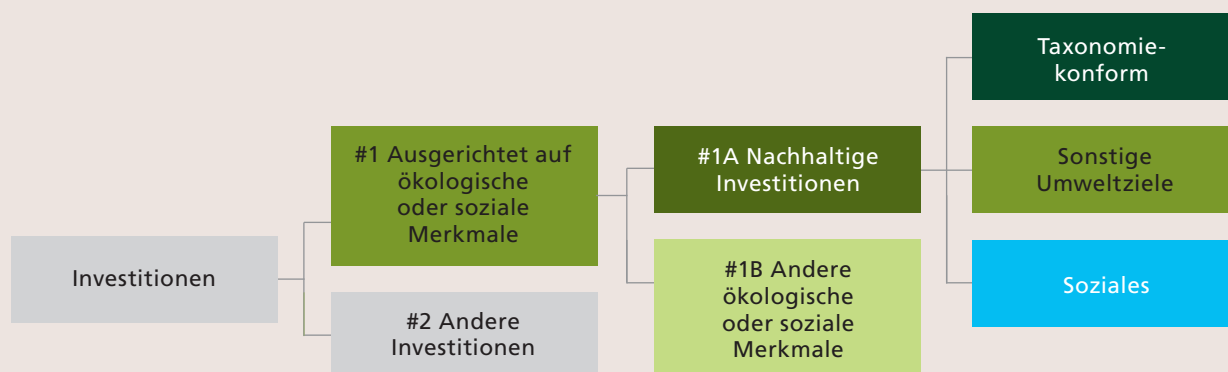 Investitionen
#1 Ausgerichtet auf
ökologische
oder soziale
Merkmale
#2 Andere
Investitionen
#1A Nachhaltige
Investitionen
#1B Andere
ökologische
oder soziale
Merkmale
Taxonomie-
konform
Sonstige
Umweltziele
Soziales